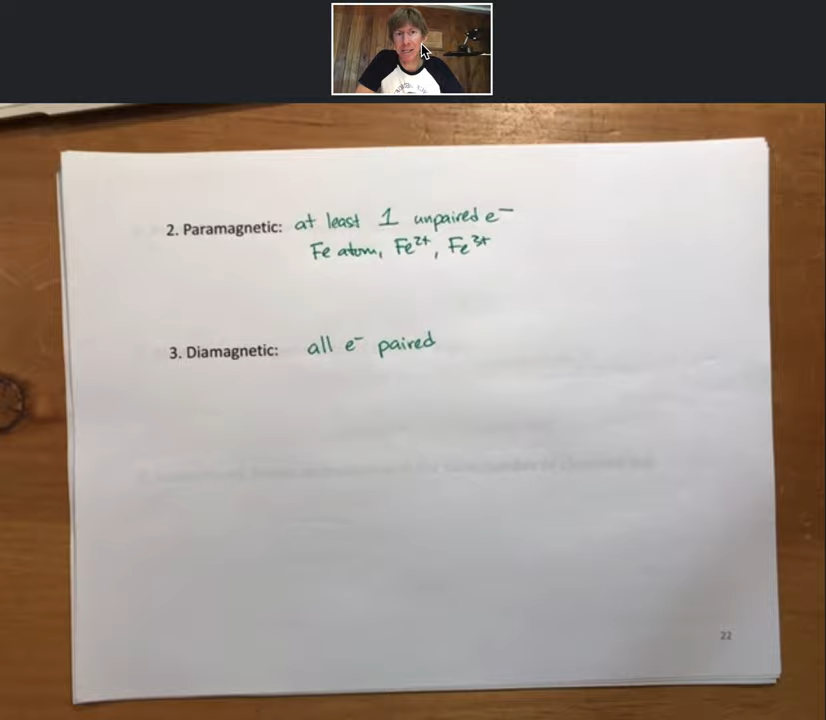 2. Paramagnetic: at least 1 unpaired e⁻
Fe atom, Fe²⁺, Fe³⁺
3. Diamagnetic: all e⁻ paired
22